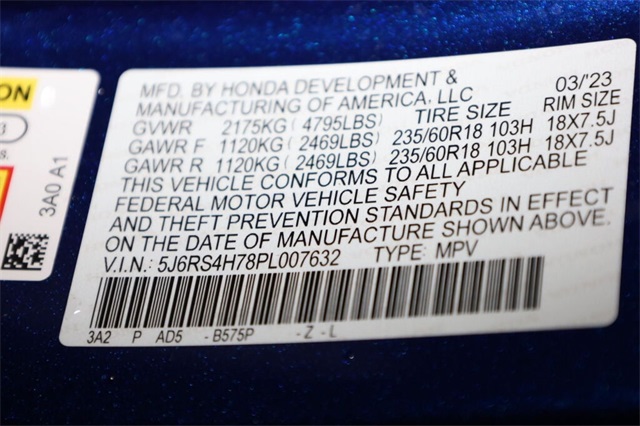 ON
3
s.
3A0 A1
MFD. BY HONDA DEVELOPMENT & 03/'23
MANUFACTURING OF AMERICA, LLC
TIRE SIZE RIM SIZE
GVWR 2175KG ( 4795LBS)
GAWR F 1120KG ( 2469LBS) 235/60R18 103H 18X7.5J
GAWR R 1120KG ( 2469LBS) 235/60R18 103H 18X7.5J
THIS VEHICLE CONFORMS TO ALL APPLICABLE
FEDERAL MOTOR VEHICLE SAFETY
AND THEFT PREVENTION STANDARDS IN EFFECT
ON THE DATE OF MANUFACTURE SHOWN ABOVE.
V.I.N.: 5J6RS4H78PL007632 TYPE: MPV
3A2 P AD5 - B575P - Z - L